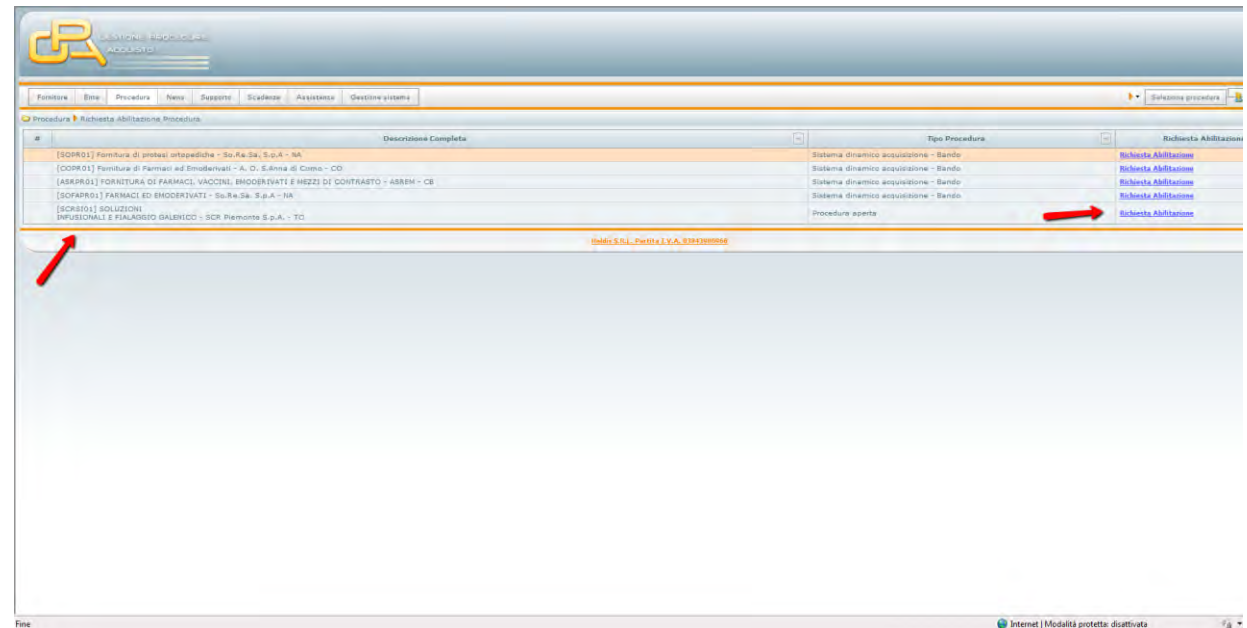 GPA GESTIONE PROCEDURE
ACQUISTO
Fornitore Bme Procedura News Supporto Scadenze Assistenza Gestione sistema Seleziona procedura
Procedura Richiesta Abilitazione Procedura
# Descrizione Completa Tipo Procedura Richiesta Abilitazione
[SOPR01] Fornitura di protesi ortopediche - So.Re.Sa. S.p.A - NA Sistema dinamico acquisizione - Bando Richiesta Abilitazione
[COPR01] Fornitura di Farmaci ed Emoderivati - A. O. S.Anna di Como - CO Sistema dinamico acquisizione - Bando Richiesta Abilitazione
[ASRPR01] FORNITURA DI FARMACI, VACCINI, EMODERIVATI E MEZZI DI CONTRASTO - ASREM - CB Sistema dinamico acquisizione - Bando Richiesta Abilitazione
[SOFAPR01] FARMACI ED EMODERIVATI - So.Re.Sa. S.p.A - NA Sistema dinamico acquisizione - Bando Richiesta Abilitazione
[SCRSI01] SOLUZIONI
INFUSIONALI E FIALAGGIO GALENICO - SCR Piemonte S.p.A. - TO Procedura aperta Richiesta Abilitazione
S.R.L. Partita I.V.A.
Fine Internet | Modalità protetta: disattivata